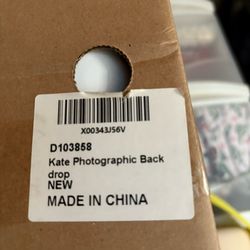 X00343J56V
D103858
Kate Photographic Back
drop
NEW
MADE IN CHINA